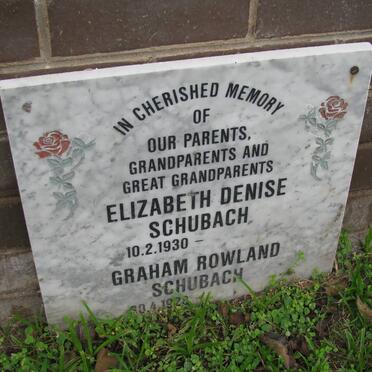 IN CHERISHED MEMORY
OF
OUR PARENTS,
GRANDPARENTS AND
GREAT GRANDPARENTS
ELIZABETH DENISE
SCHUBACH
10.2.1930 –
GRAHAM ROWLAND
SCHUBACH